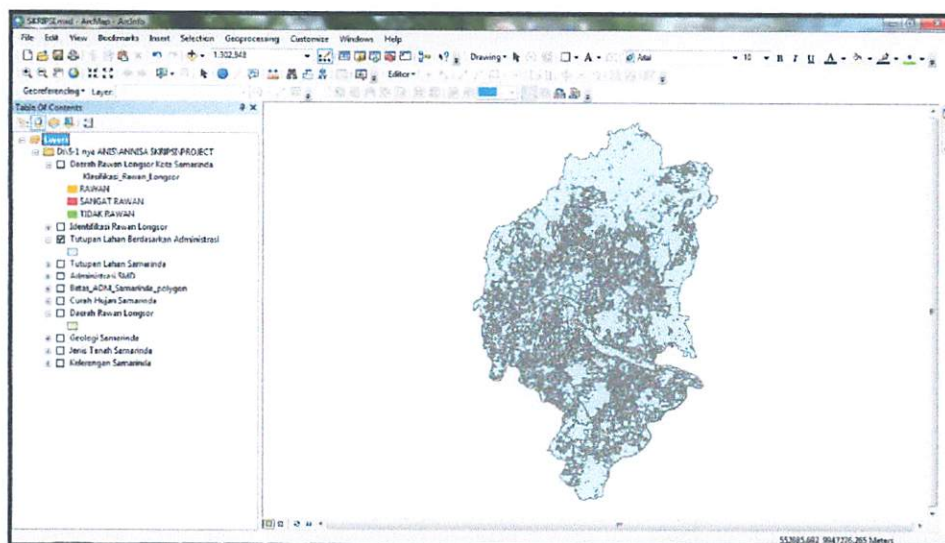 SKRIPSI.mxd - ArcMap - ArcInfo
File Edit View Bookmarks Insert Selection Geoprocessing Customize Windows Help
Drawing
Arial
10
B I U A
Editor
Georeferencing Layer:
Table Of Contents
Layers
Daerah Rawan Longsor Kota Samarinda
Klasifikasi_Rawan_Longsor
RAWAN
SANGAT RAWAN
TIDAK RAWAN
Identifikasi Rawan Longsor
Tutupan Lahan Berdasarkan Administrasi
Tutupan Lahan Samarinda
Administrasi SMD
Batas_ADM_Samarinda_polygon
Curah Hujan Samarinda
Daerah Rawan Longsor
Geologi Samarinda
Jenis Tanah Samarinda
Kelerengan Samarinda
Meters